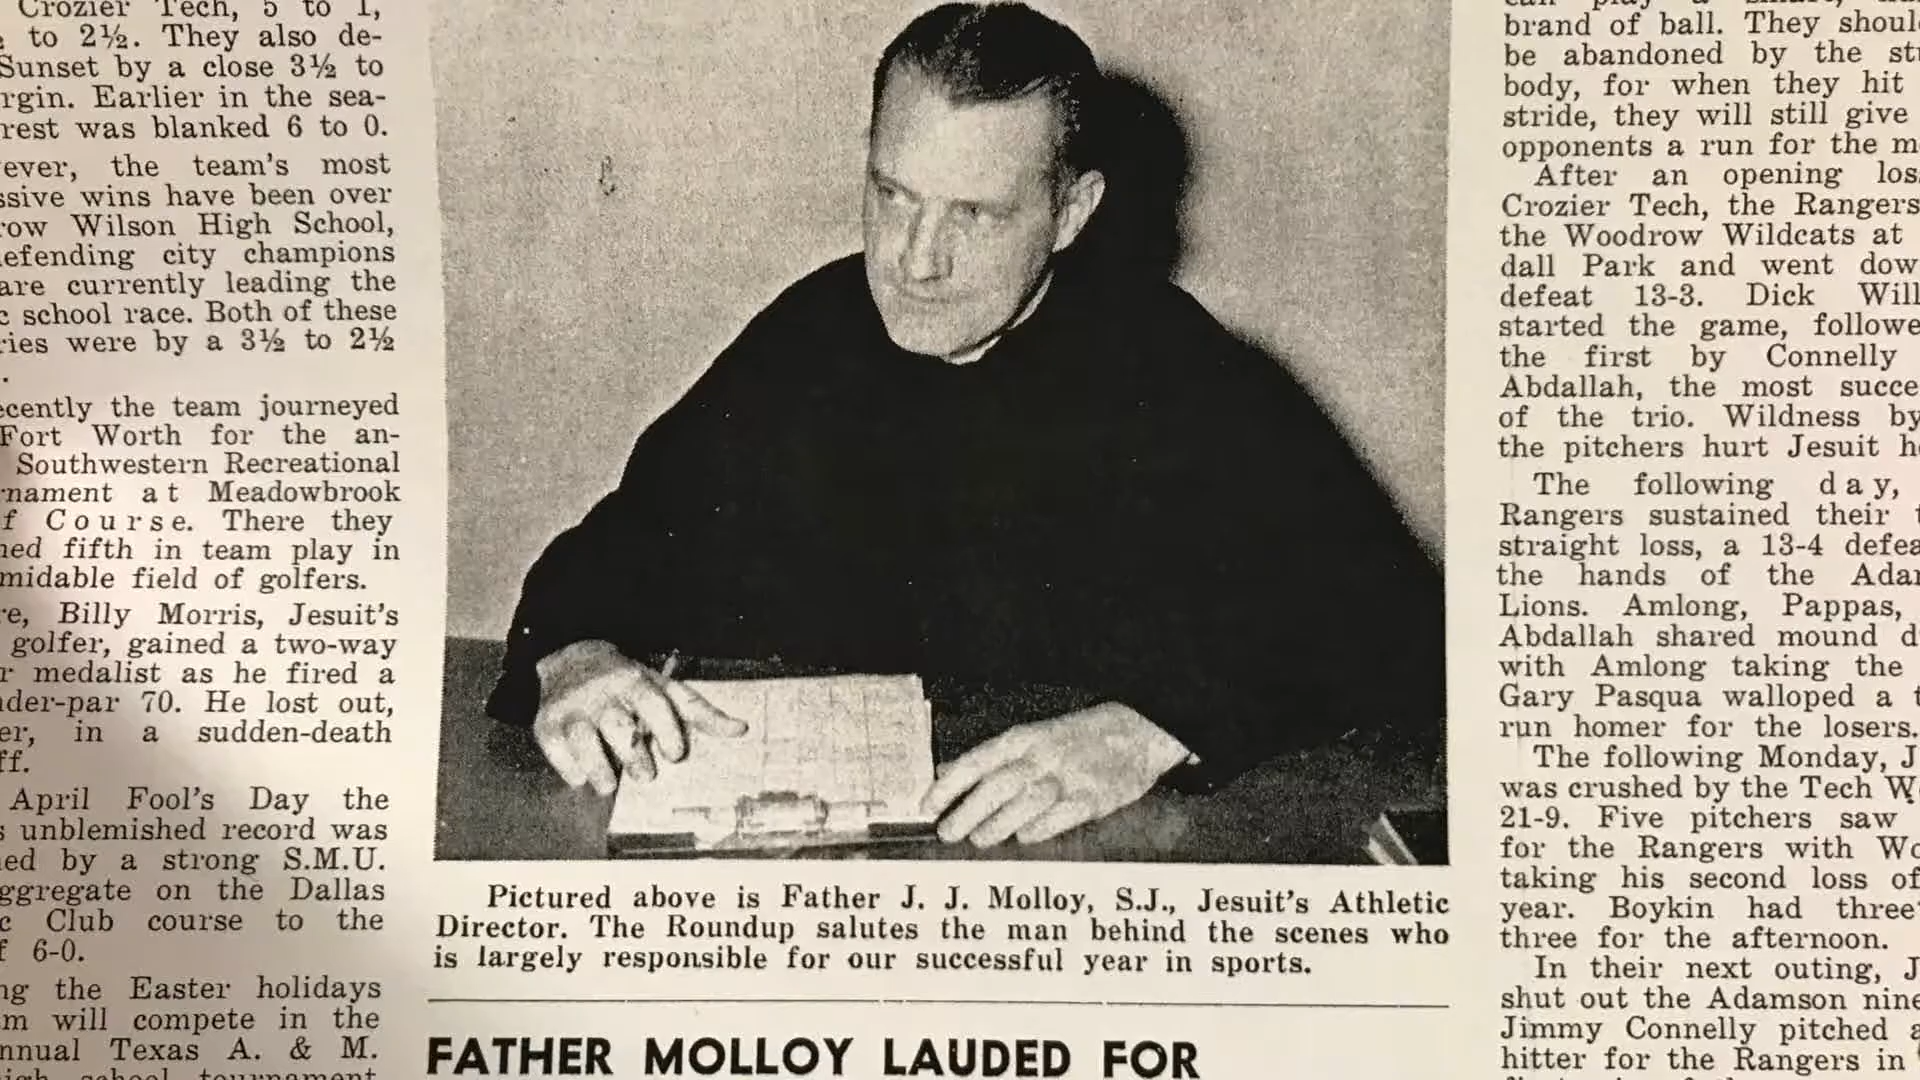 Crozier Tech, 5 to 1,
to 2½. They also de-
Sunset by a close 3½ to
rgin. Earlier in the sea-
rest was blanked 6 to 0.
ever, the team's most
ssive wins have been over
row Wilson High School,
efending city champions
are currently leading the
c school race. Both of these
ries were by a 3½ to 2½
.
ecently the team journeyed
Fort Worth for the an-
Southwestern Recreational
rnament at Meadowbrook
f Course. There they
hed fifth in team play in
midable field of golfers.
re, Billy Morris, Jesuit's
golfer, gained a two-way
r medalist as he fired a
nder-par 70. He lost out,
er, in a sudden-death
ff.
April Fool's Day the
s unblemished record was
ned by a strong S.M.U.
aggregate on the Dallas
c Club course to the
f 6-0.
ng the Easter holidays
m will compete in the
nnual Texas A. & M.
igh school tournament
Pictured above is Father J. J. Molloy, S.J., Jesuit's Athletic
Director. The Roundup salutes the man behind the scenes who
is largely responsible for our successful year in sports.
FATHER MOLLOY LAUDED FOR
brand of ball. They shoul
be abandoned by the st
body, for when they hit
stride, they will still give
opponents a run for the m
After an opening los
Crozier Tech, the Rangers
the Woodrow Wildcats at
dall Park and went dow
defeat 13-3. Dick Will
started the game, followe
the first by Connelly
Abdallah, the most succe
of the trio. Wildness by
the pitchers hurt Jesuit h
The following day,
Rangers sustained their
straight loss, a 13-4 defea
the hands of the Ada
Lions. Amlong, Pappas,
Abdallah shared mound d
with Amlong taking the
Gary Pasqua walloped a t
run homer for the losers.
The following Monday, J
was crushed by the Tech W
21-9. Five pitchers saw
for the Rangers with Wo
taking his second loss of
year. Boykin had three
three for the afternoon.
In their next outing, J
shut out the Adamson nine
Jimmy Connelly pitched a
hitter for the Rangers in